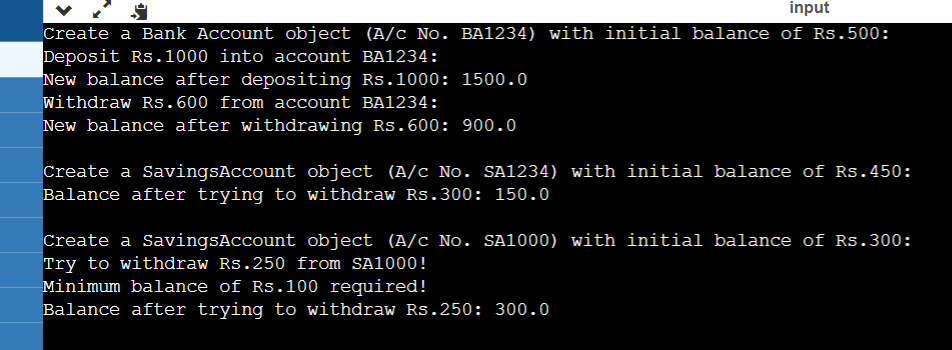 input
Create a Bank Account object (A/c No. BA1234) with initial balance of Rs.500:
Deposit Rs.1000 into account BA1234:
New balance after depositing Rs.1000: 1500.0
Withdraw Rs.600 from account BA1234:
New balance after withdrawing Rs.600: 900.0
Create a SavingsAccount object (A/c No. SA1234) with initial balance of Rs.450:
Balance after trying to withdraw Rs.300: 150.0
Create a SavingsAccount object (A/c No. SA1000) with initial balance of Rs.300:
Try to withdraw Rs.250 from SA1000!
Minimum balance of Rs.100 required!
Balance after trying to withdraw Rs.250: 300.0